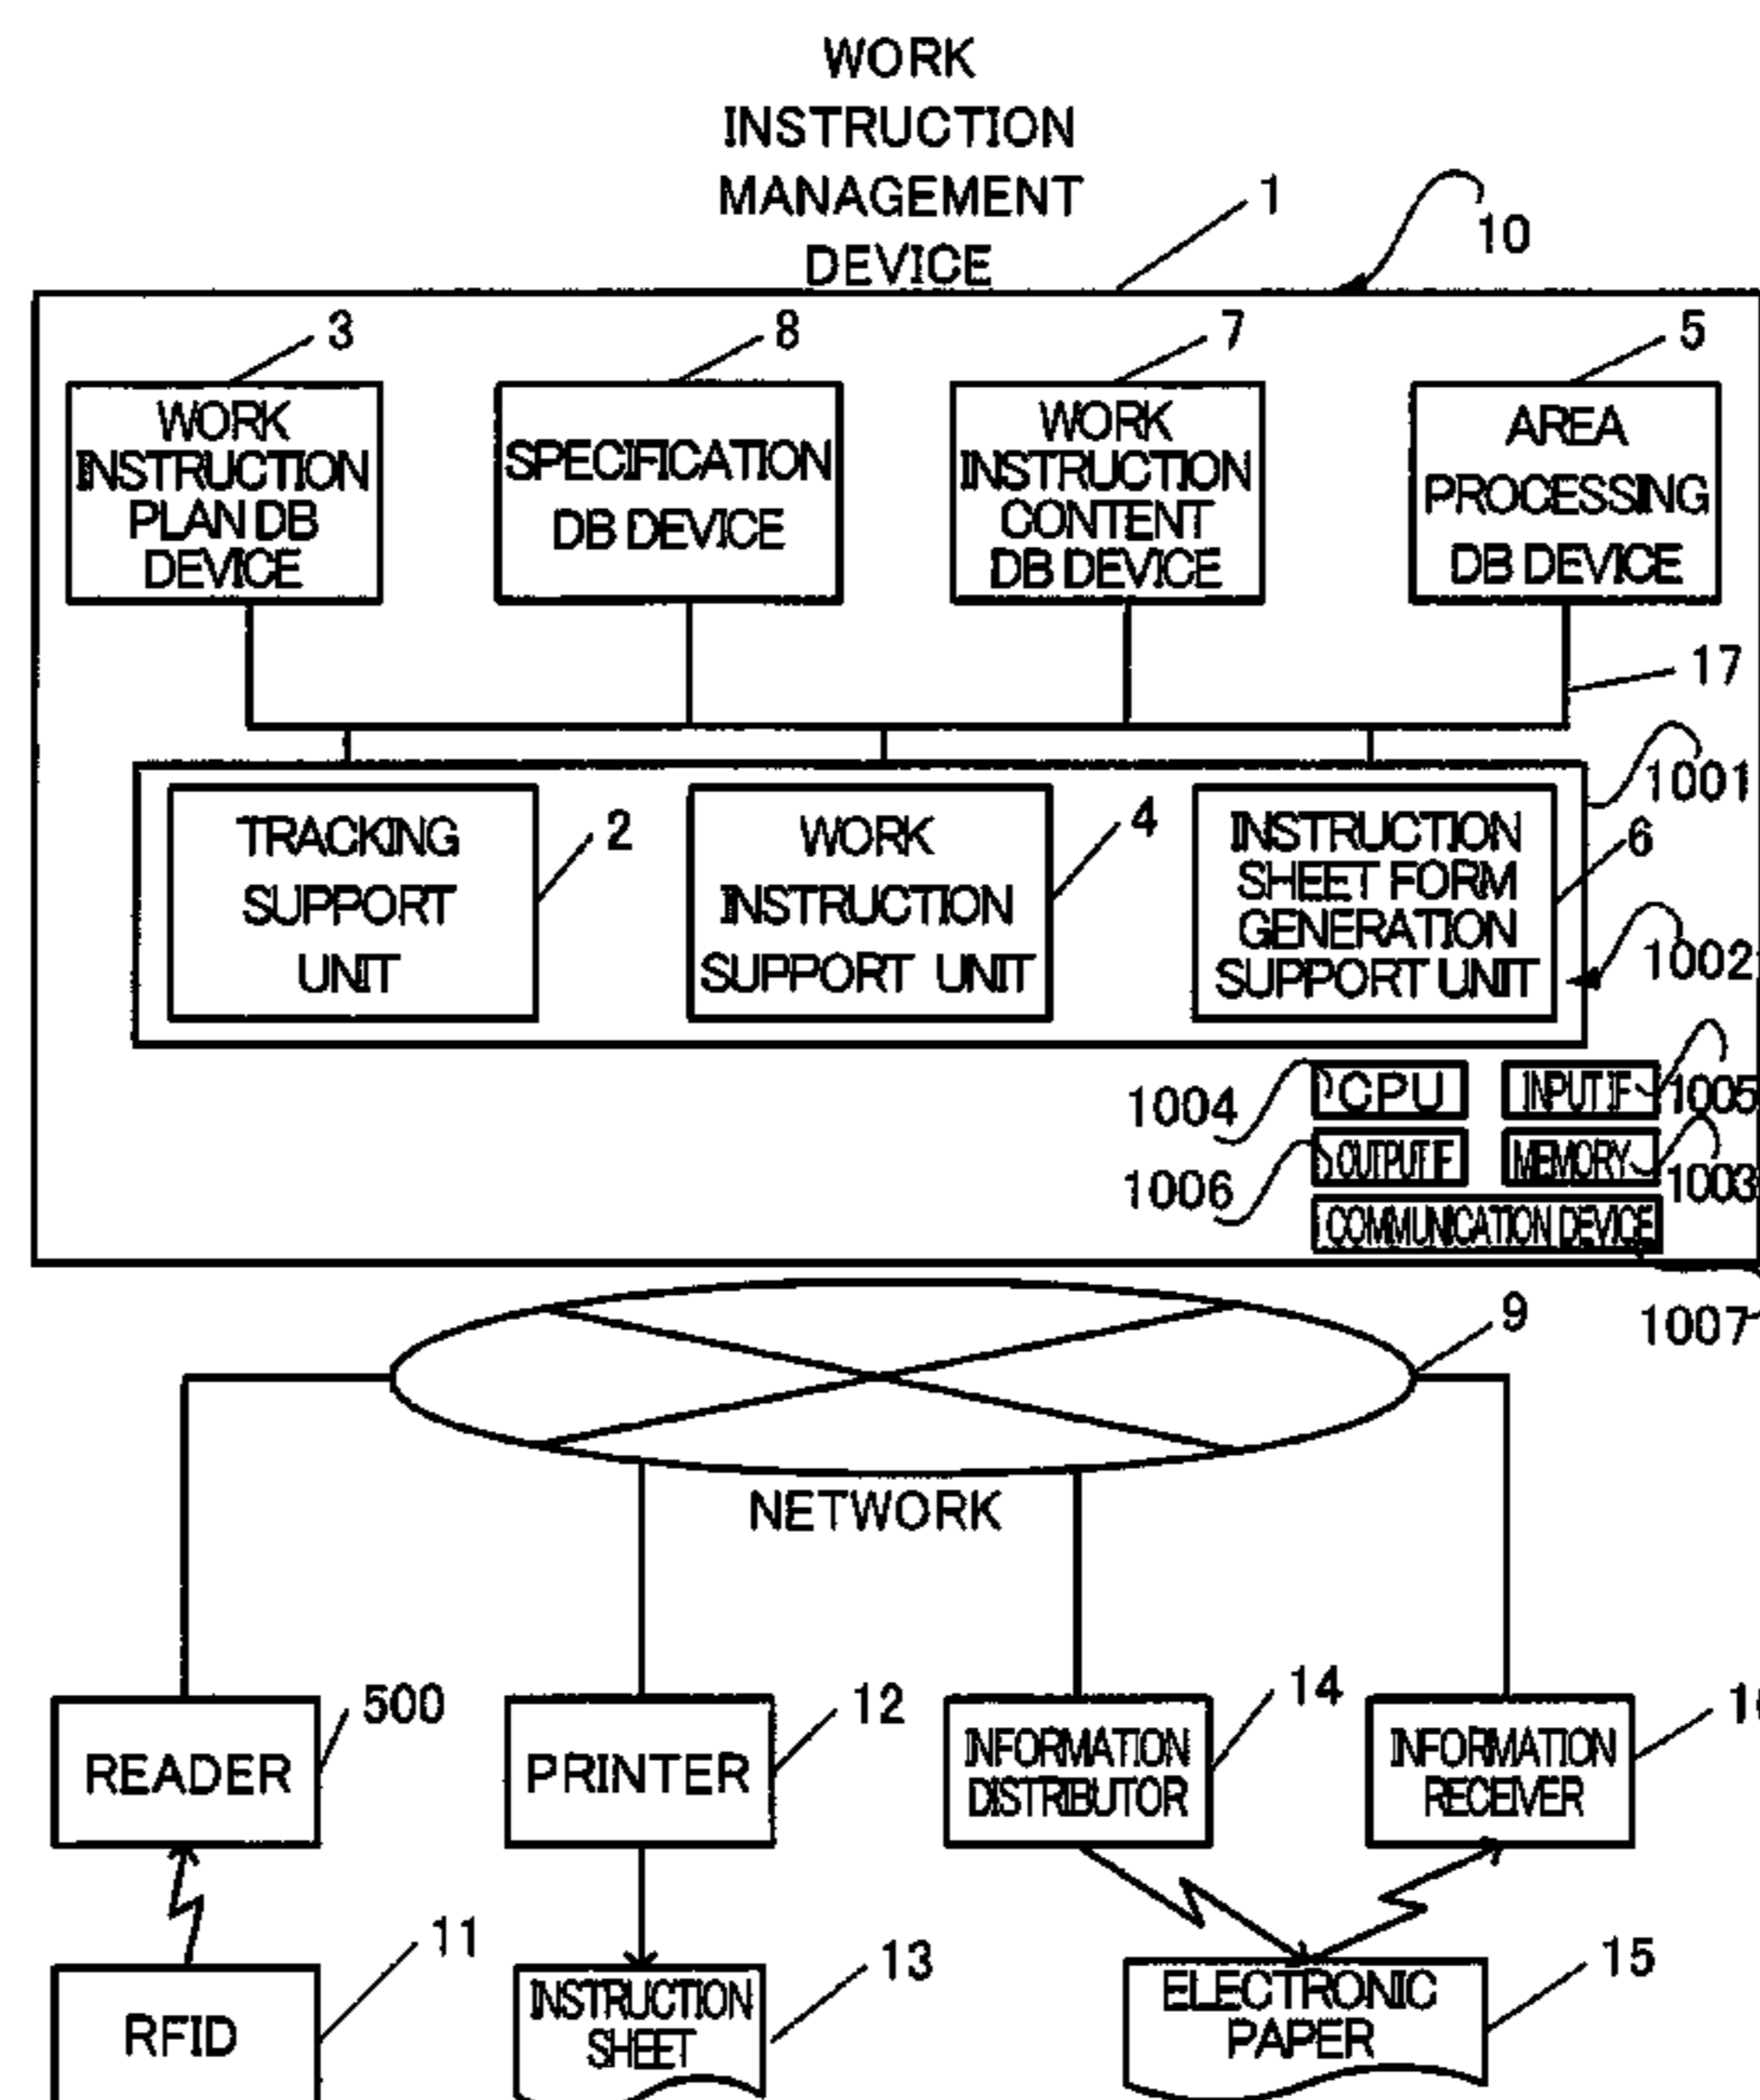 WORK
INSTRUCTION
MANAGEMENT
DEVICE
1
10
3
8
7
5
WORK
INSTRUCTION
PLAN DB
DEVICE
SPECIFICATION
DB DEVICE
WORK
INSTRUCTION
CONTENT
DB DEVICE
AREA
PROCESSING
DB DEVICE
17
1001
TRACKING
SUPPORT
UNIT
2
WORK
INSTRUCTION
SUPPORT UNIT
4
INSTRUCTION
SHEET FORM
GENERATION
SUPPORT UNIT
6
1002
1004
CPU
INPUT IF
1005
1006
OUTPUT IF
MEMORY
1003
COMMUNICATION DEVICE
1007
9
NETWORK
READER
500
PRINTER
12
INFORMATION
DISTRIBUTOR
14
INFORMATION
RECEIVER
RFID
11
INSTRUCTION
SHEET
13
ELECTRONIC
PAPER
15